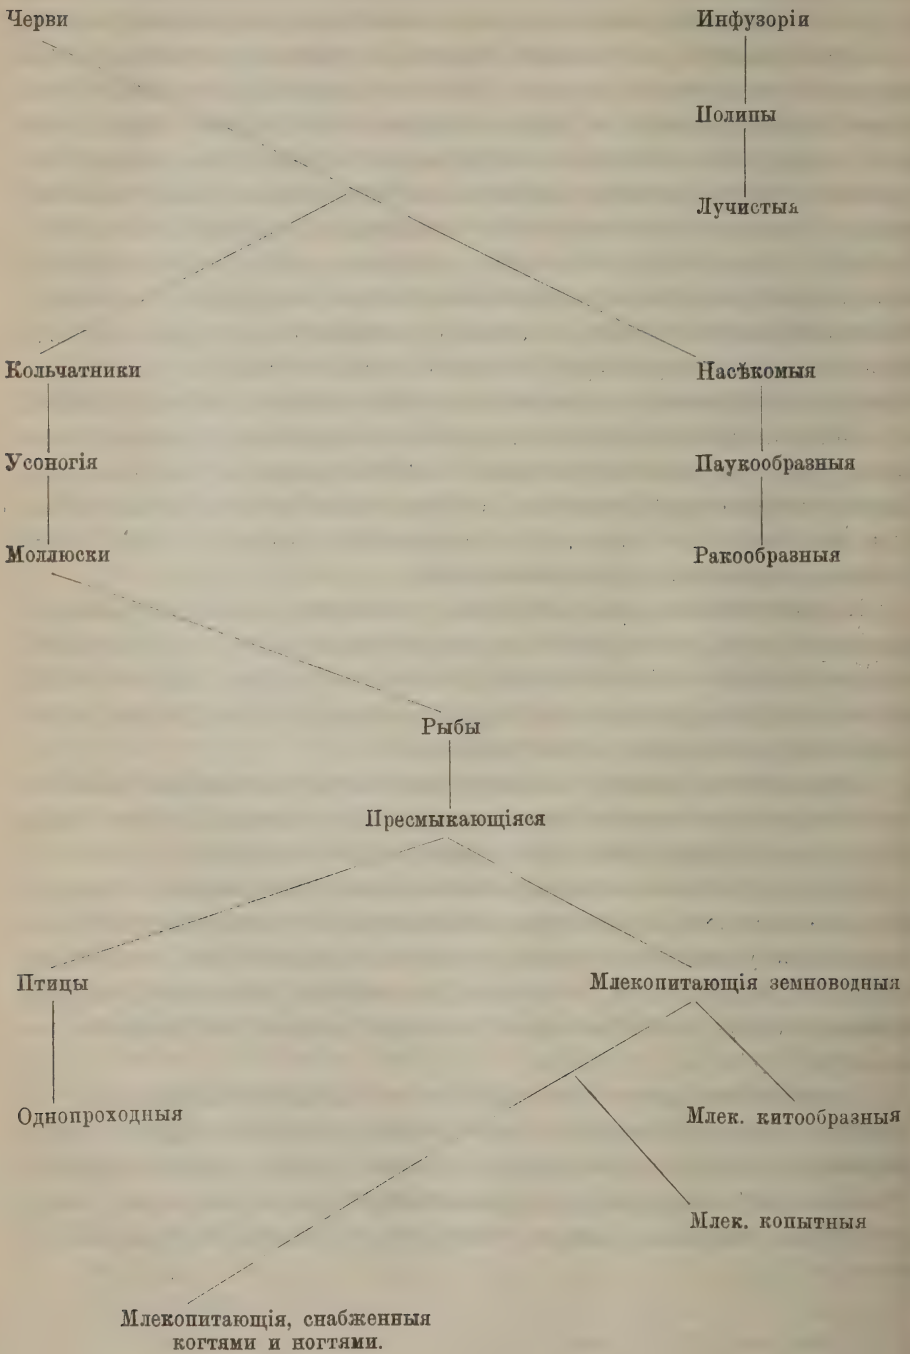 Черви
Инфузоріи
Полипы
Лучистыя
Кольчатники
Насѣкомыя
Усоногія
Паукообразныя
Моллюски
Ракообразныя
Рыбы
Пресмыкающіяся
Птицы
Млекопитающія земноводныя
Однопроходныя
Млек. китообразныя
Млек. копытныя
Млекопитающія, снабженныя
когтями и ногтями.